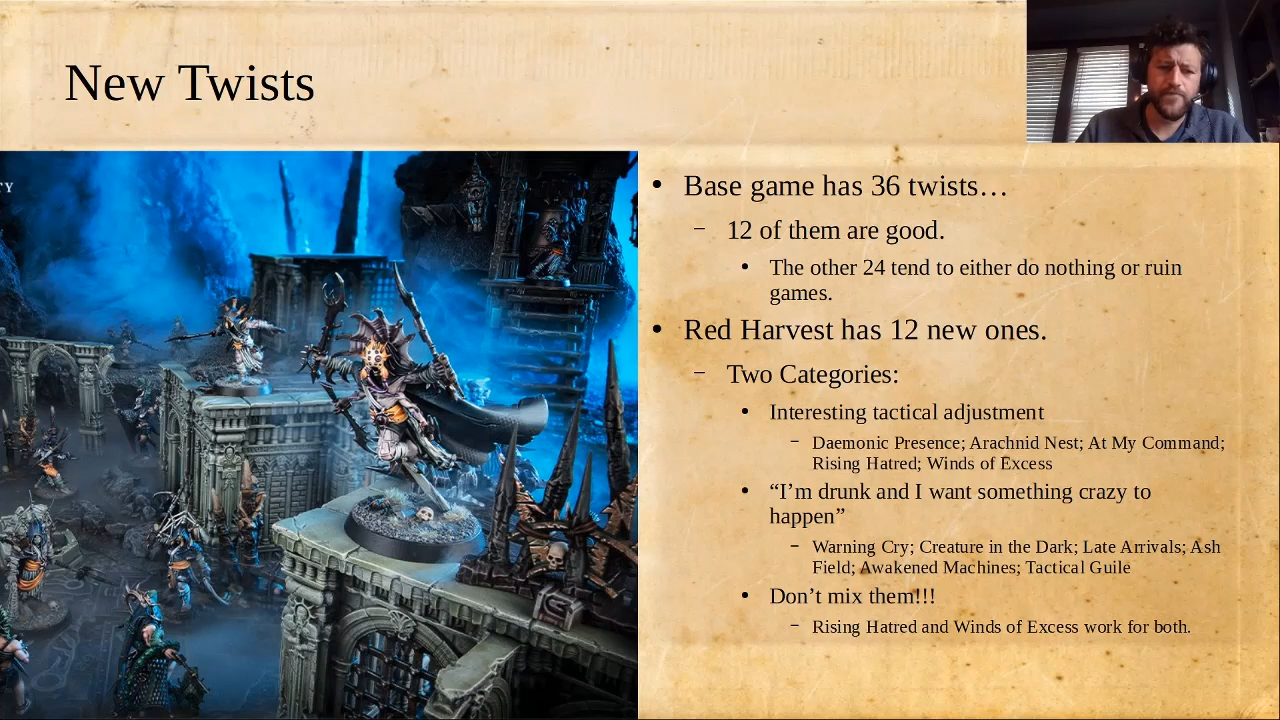 New Twists
TY
• Base game has 36 twists…
– 12 of them are good.
• The other 24 tend to either do nothing or ruin
games.
• Red Harvest has 12 new ones.
– Two Categories:
• Interesting tactical adjustment
– Daemonic Presence; Arachnid Nest; At My Command;
Rising Hatred; Winds of Excess
• “I’m drunk and I want something crazy to
happen”
– Warning Cry; Creature in the Dark; Late Arrivals; Ash
Field; Awakened Machines; Tactical Guile
• Don’t mix them!!!
– Rising Hatred and Winds of Excess work for both.